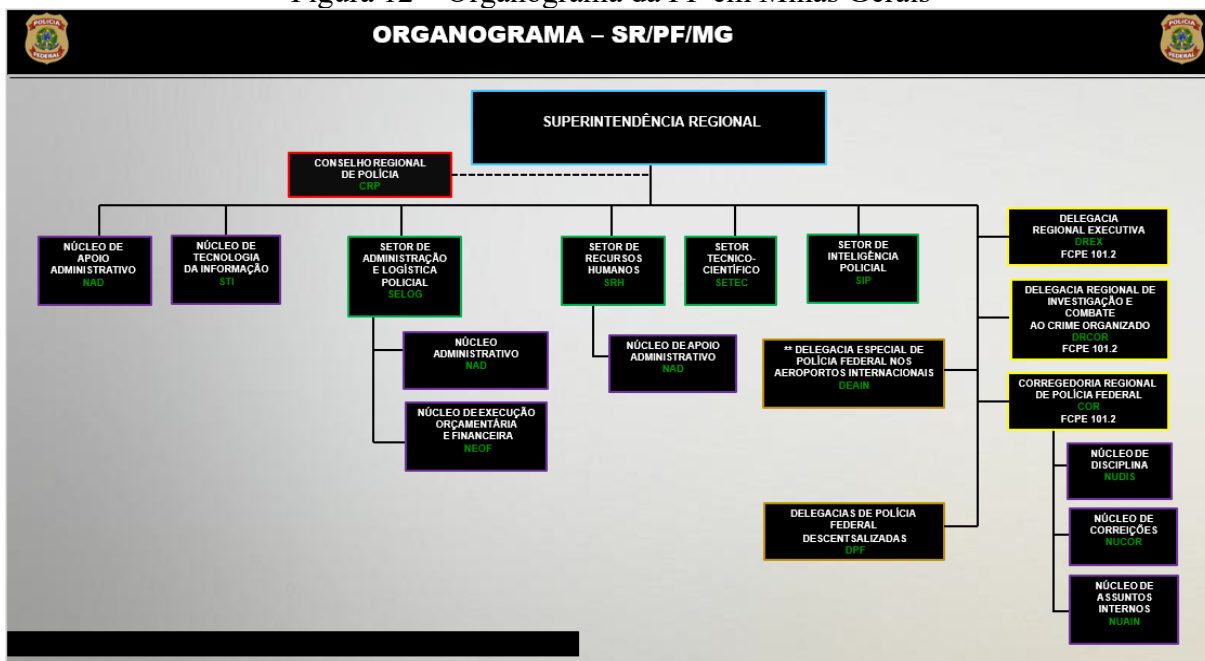 Figura 12 – Organograma da PF em Minas Gerais
POLÍCIA
FEDERAL
ORGANOGRAMA – SR/PF/MG
POLÍCIA
FEDERAL
SUPERINTENDÊNCIA REGIONAL
CONSELHO REGIONAL
DE POLÍCIA
CRP
NÚCLEO DE
APOIO
ADMINISTRATIVO
NAD
NÚCLEO DE
TECNOLOGIA
DA INFORMAÇÃO
STI
SETOR DE
ADMINISTRAÇÃO
E LOGÍSTICA
POLICIAL
SELOG
SETOR DE
RECURSOS
HUMANOS
SRH
SETOR
TECNICO-
CIENTÍFICO
SETEC
SETOR DE
INTELIGÊNCIA
POLICIAL
SIP
DELEGACIA
REGIONAL EXECUTIVA
DREX
FCPE 101.2
DELEGACIA REGIONAL DE
INVESTIGAÇÃO E
COMBATE
AO CRIME ORGANIZADO
DRCOR
FCPE 101.2
NÚCLEO
ADMINISTRATIVO
NAD
NÚCLEO DE APOIO
ADMINISTRATIVO
NAD
** DELEGACIA ESPECIAL DE
POLÍCIA FEDERAL NOS
AEROPORTOS INTERNACIONAIS
DEAIN
CORREGEDORIA REGIONAL
DE POLÍCIA FEDERAL
COR
FCPE 101.2
NÚCLEO DE EXECUÇÃO
ORÇAMENTÁRIA
E FINANCEIRA
NEOF
NÚCLEO DE
DISCIPLINA
NUDIS
DELEGACIAS DE POLÍCIA
FEDERAL
DESCENTSALIZADAS
DPF
NÚCLEO DE
CORREIÇÕES
NUCOR
NÚCLEO DE
ASSUNTOS
INTERNOS
NUAIN